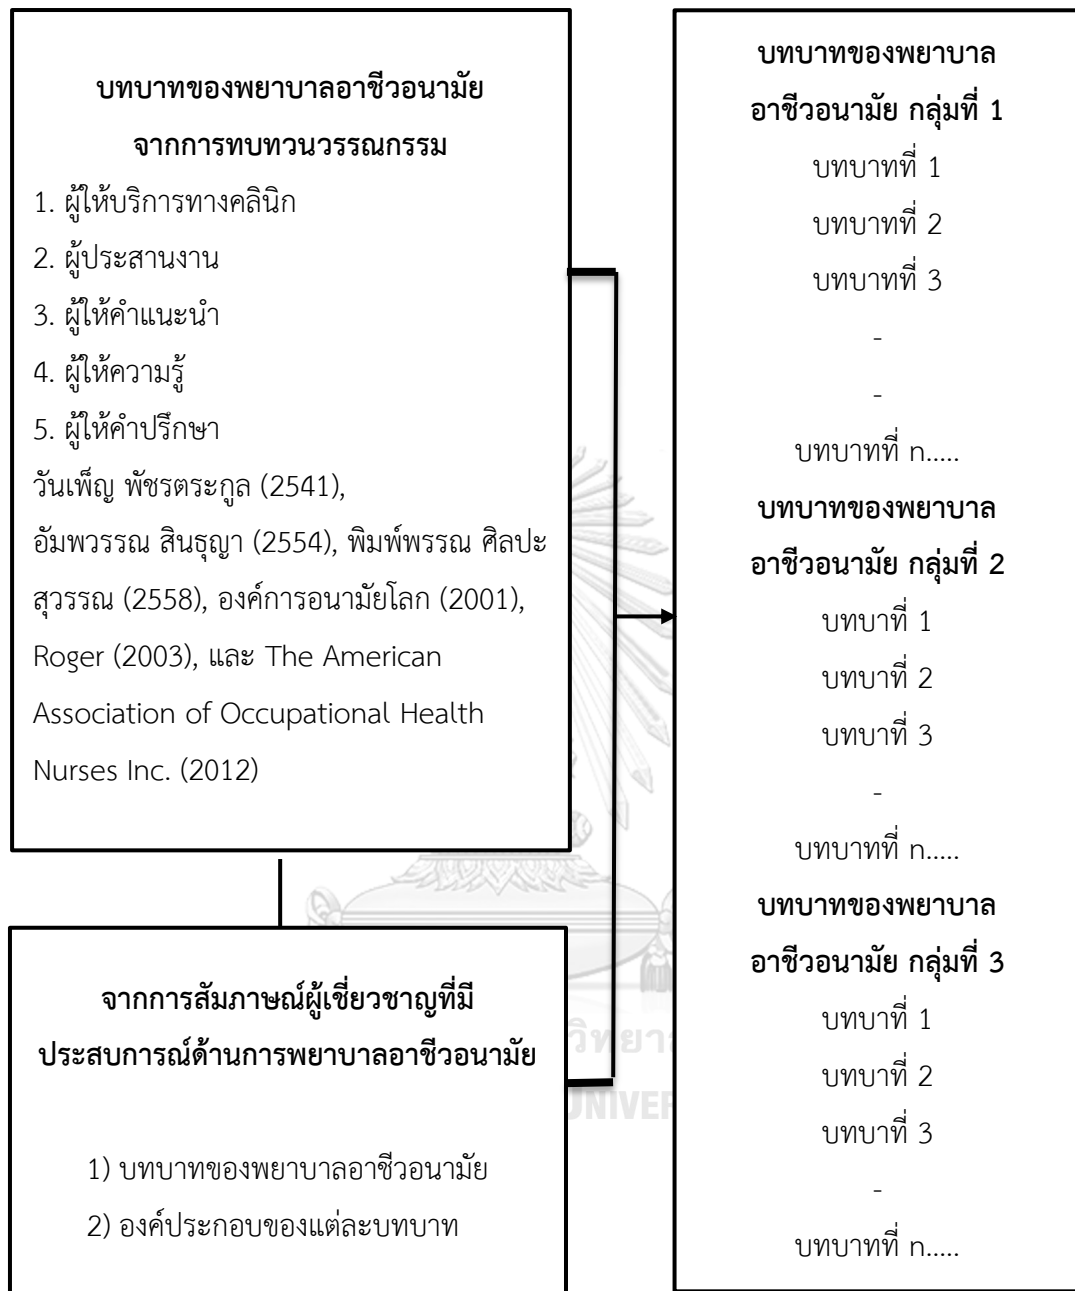 บทบาทของพยาบาลอาชีวอนามัย
จากการทบทวนวรรณกรรม
1. ผู้ให้บริการทางคลินิก
2. ผู้ประสานงาน
3. ผู้ให้คำแนะนำ
4. ผู้ให้ความรู้
5. ผู้ให้คำปรึกษา
วันเพ็ญ พัชรตระกูล (2541),
อัมพวรรณ สินธุญา (2554), พิมพ์พรรณ ศิลปะ
สุวรรณ (2558), องค์การอนามัยโลก (2001),
Roger (2003), และ The American
Association of Occupational Health
Nurses Inc. (2012)
จากการสัมภาษณ์ผู้เชี่ยวชาญที่มี
ประสบการณ์ด้านการพยาบาลอาชีวอนามัย
1) บทบาทของพยาบาลอาชีวอนามัย
2) องค์ประกอบของแต่ละบทบาท
บทบาทของพยาบาล
อาชีวอนามัย กลุ่มที่ 1
บทบาทที่ 1
บทบาทที่ 2
บทบาทที่ 3
-
-
บทบาทที่ n.....
บทบาทของพยาบาล
อาชีวอนามัย กลุ่มที่ 2
บทบาที่ 1
บทบาที่ 2
บทบาที่ 3
-
บทบาทที่ n.....
บทบาทของพยาบาล
อาชีวอนามัย กลุ่มที่ 3
บทบาที่ 1
บทบาที่ 2
บทบาที่ 3
-
บทบาทที่ n.....